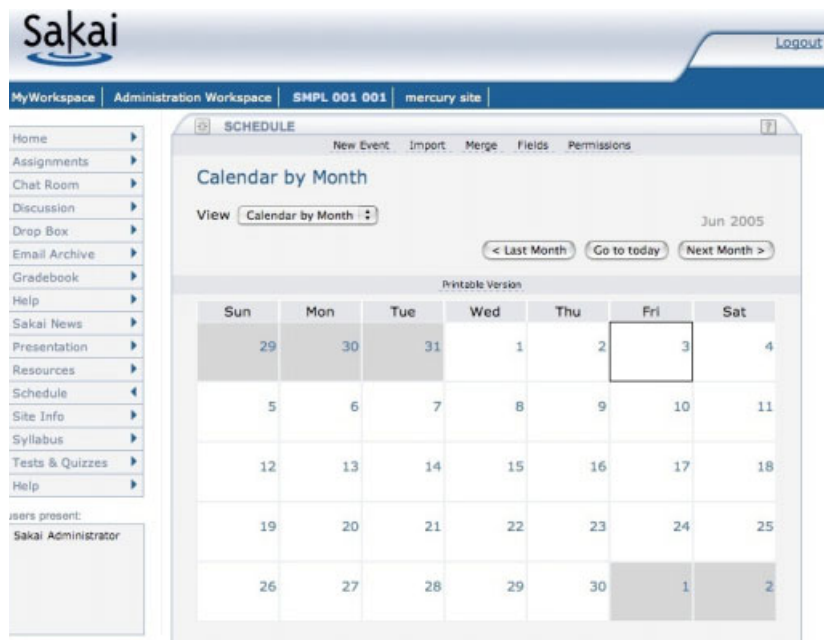 Sakai
Logout
MyWorkspace Administration Workspace SMPL 001 001 mercury site
Home
Assignments
Chat Room
Discussion
Drop Box
Email Archive
Gradebook
Help
Sakai News
Presentation
Resources
Schedule
Site Info
Syllabus
Tests & Quizzes
Help
users present:
Sakai Administrator
SCHEDULE ?
New Event Import Merge Fields Permissions
Calendar by Month
View Calendar by Month
Jun 2005
< Last Month Go to today Next Month >
Printable Version
Sun Mon Tue Wed Thu Fri Sat
29 30 31 1 2 3 4
5 6 7 8 9 10 11
12 13 14 15 16 17 18
19 20 21 22 23 24 25
26 27 28 29 30 1 2